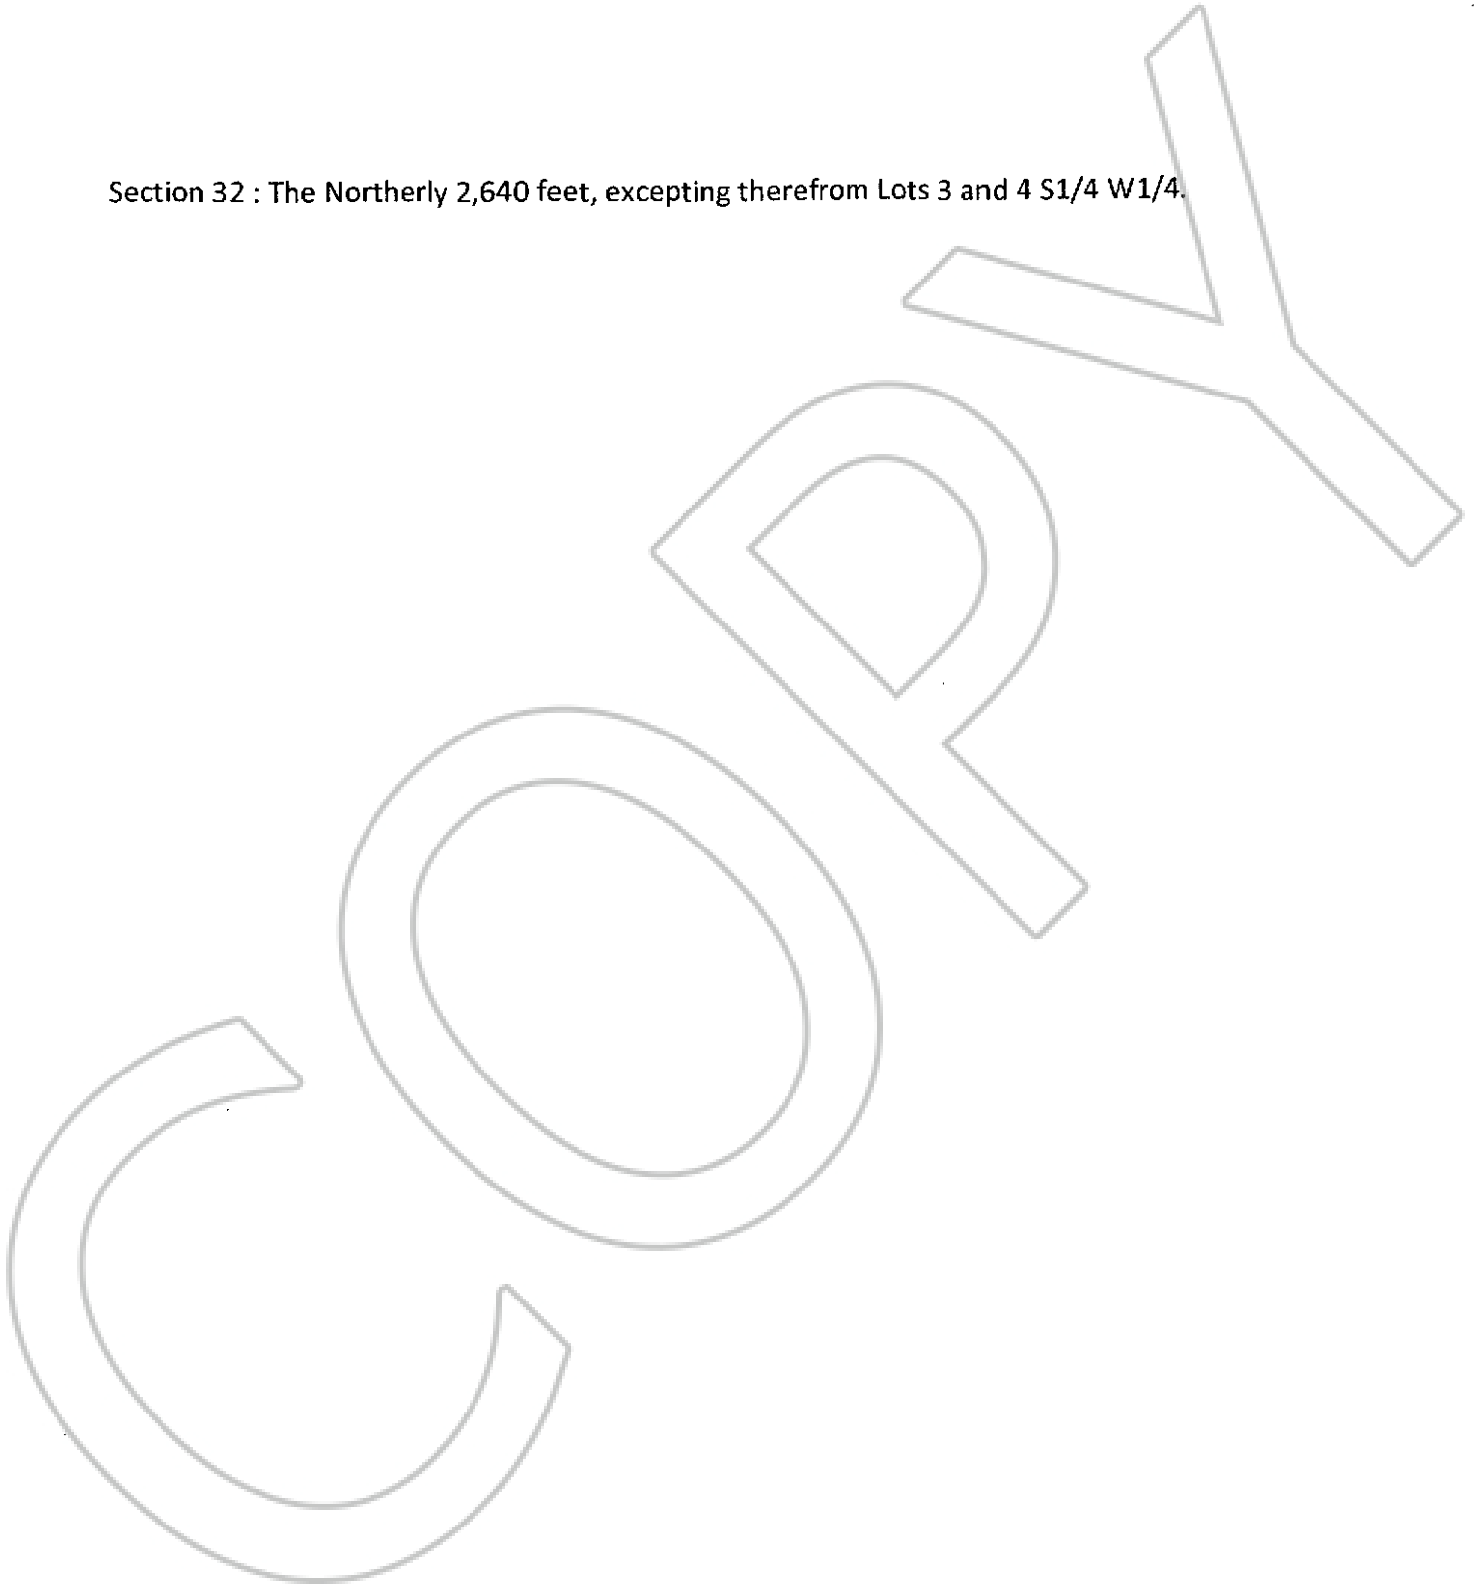 Section 32 : The Northerly 2,640 feet, excepting therefrom Lots 3 and 4 S1/4 W1/4.
COPY